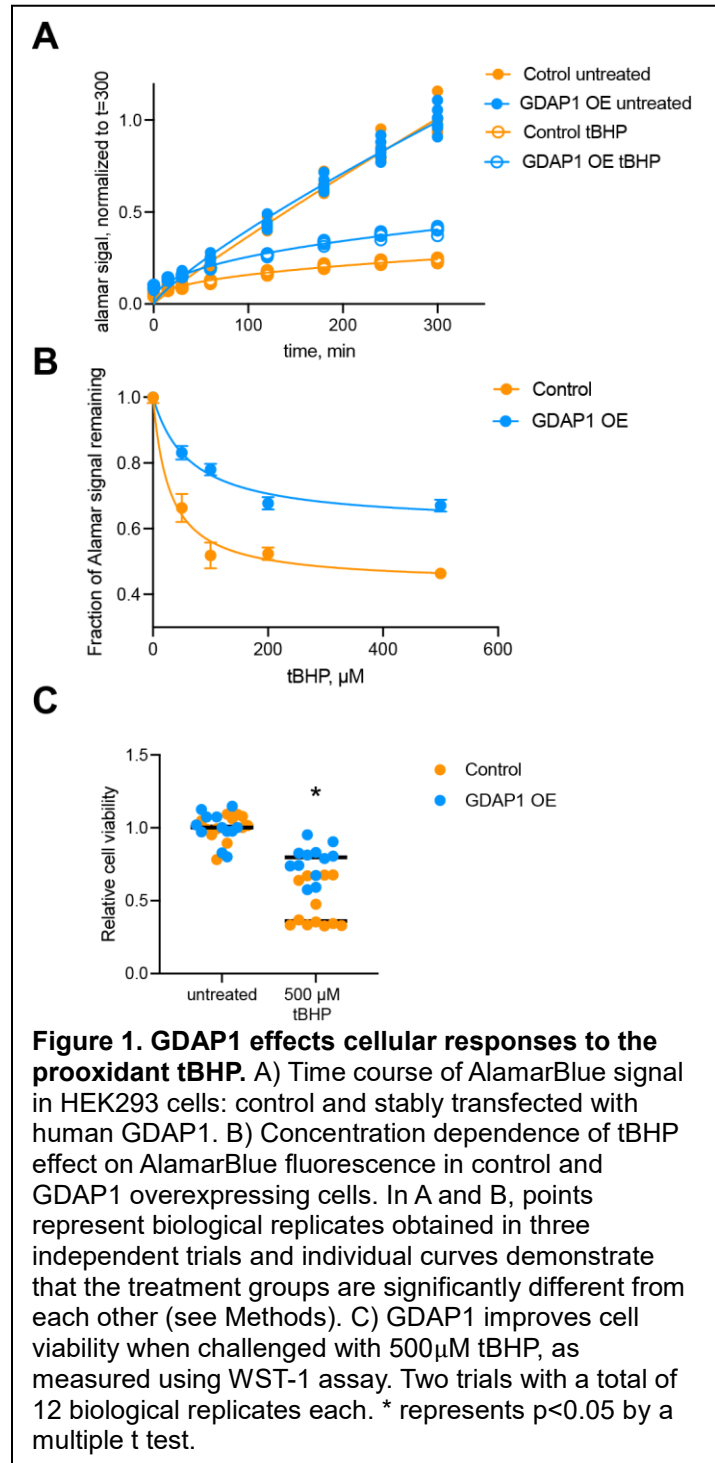 A
Cotrol untreated
GDAP1 OE untreated
Control tBHP
GDAP1 OE tBHP
alamar sigal, normalized to t=300
1.0
0.5
0.0
0 100 200 300
time, min
B
Control
GDAP1 OE
Fraction of Alamar signal remaining
1.0
0.8
0.6
0.4
0 200 400 600
tBHP, µM
C
Control
GDAP1 OE
Relative cell viability
1.5
1.0
0.5
0.0
*
untreated 500 µM
tBHP
Figure 1. GDAP1 effects cellular responses to the
prooxidant tBHP. A) Time course of AlamarBlue signal
in HEK293 cells: control and stably transfected with
human GDAP1. B) Concentration dependence of tBHP
effect on AlamarBlue fluorescence in control and
GDAP1 overexpressing cells. In A and B, points
represent biological replicates obtained in three
independent trials and individual curves demonstrate
that the treatment groups are significantly different from
each other (see Methods). C) GDAP1 improves cell
viability when challenged with 500µM tBHP, as
measured using WST-1 assay. Two trials with a total of
12 biological replicates each. * represents p<0.05 by a
multiple t test.